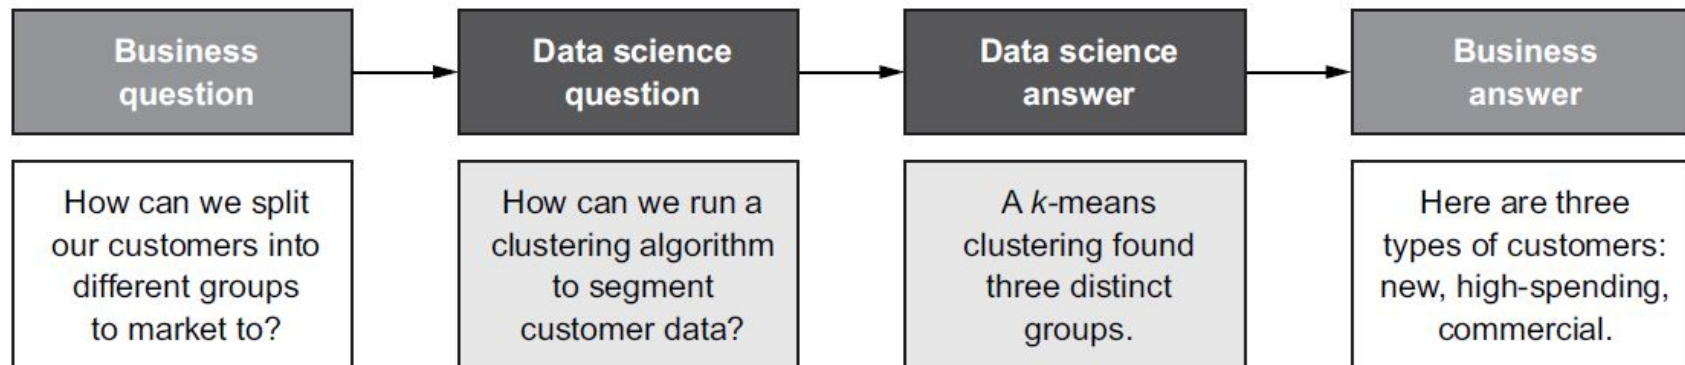 Business
question
Data science
question
Data science
answer
Business
answer
How can we split
our customers into
different groups
to market to?
How can we run a
clustering algorithm
to segment
customer data?
A k-means
clustering found
three distinct
groups.
Here are three
types of customers:
new, high-spending,
commercial.